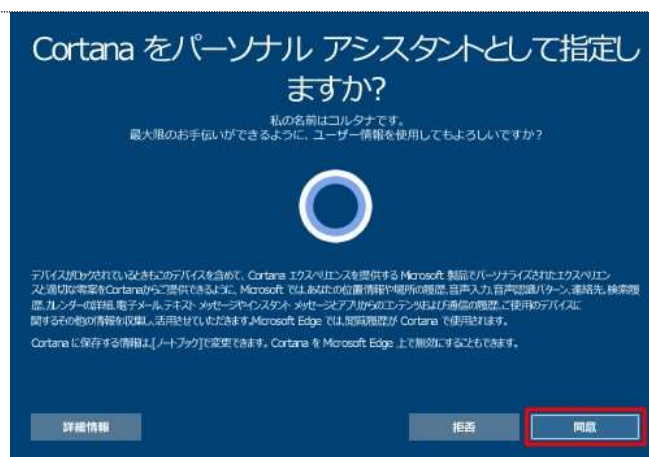 Cortana をパーソナル アシスタントとして指定し
ますか?
私の名前はコルタナです。
最大限のお手伝いができるように、ユーザー情報を使用してもよろしいですか?
デバイスがロックされているときもこのデバイスを含めて、Cortana エクスペリエンスを提供する Microsoft 製品でパーソナライズされたエクスペリエン
スと適切な提案をCortanaからご提供できるように、Microsoft では、あなたの位置情報や場所の履歴、音声入力、音声認識パターン、連絡先、検索履
歴、カレンダーの詳細、電子メール、テキスト メッセージやインスタント メッセージとアプリからのコンテンツおよび通信の履歴、ご使用のデバイスに
関するその他の情報を収集し、活用させていただきます。Microsoft Edge では、閲覧履歴が Cortana で使用されます。
Cortana に保存する情報は、[ノートブック]で変更できます。Cortana を Microsoft Edge 上で無効にすることもできます。
詳細情報
拒否
同意